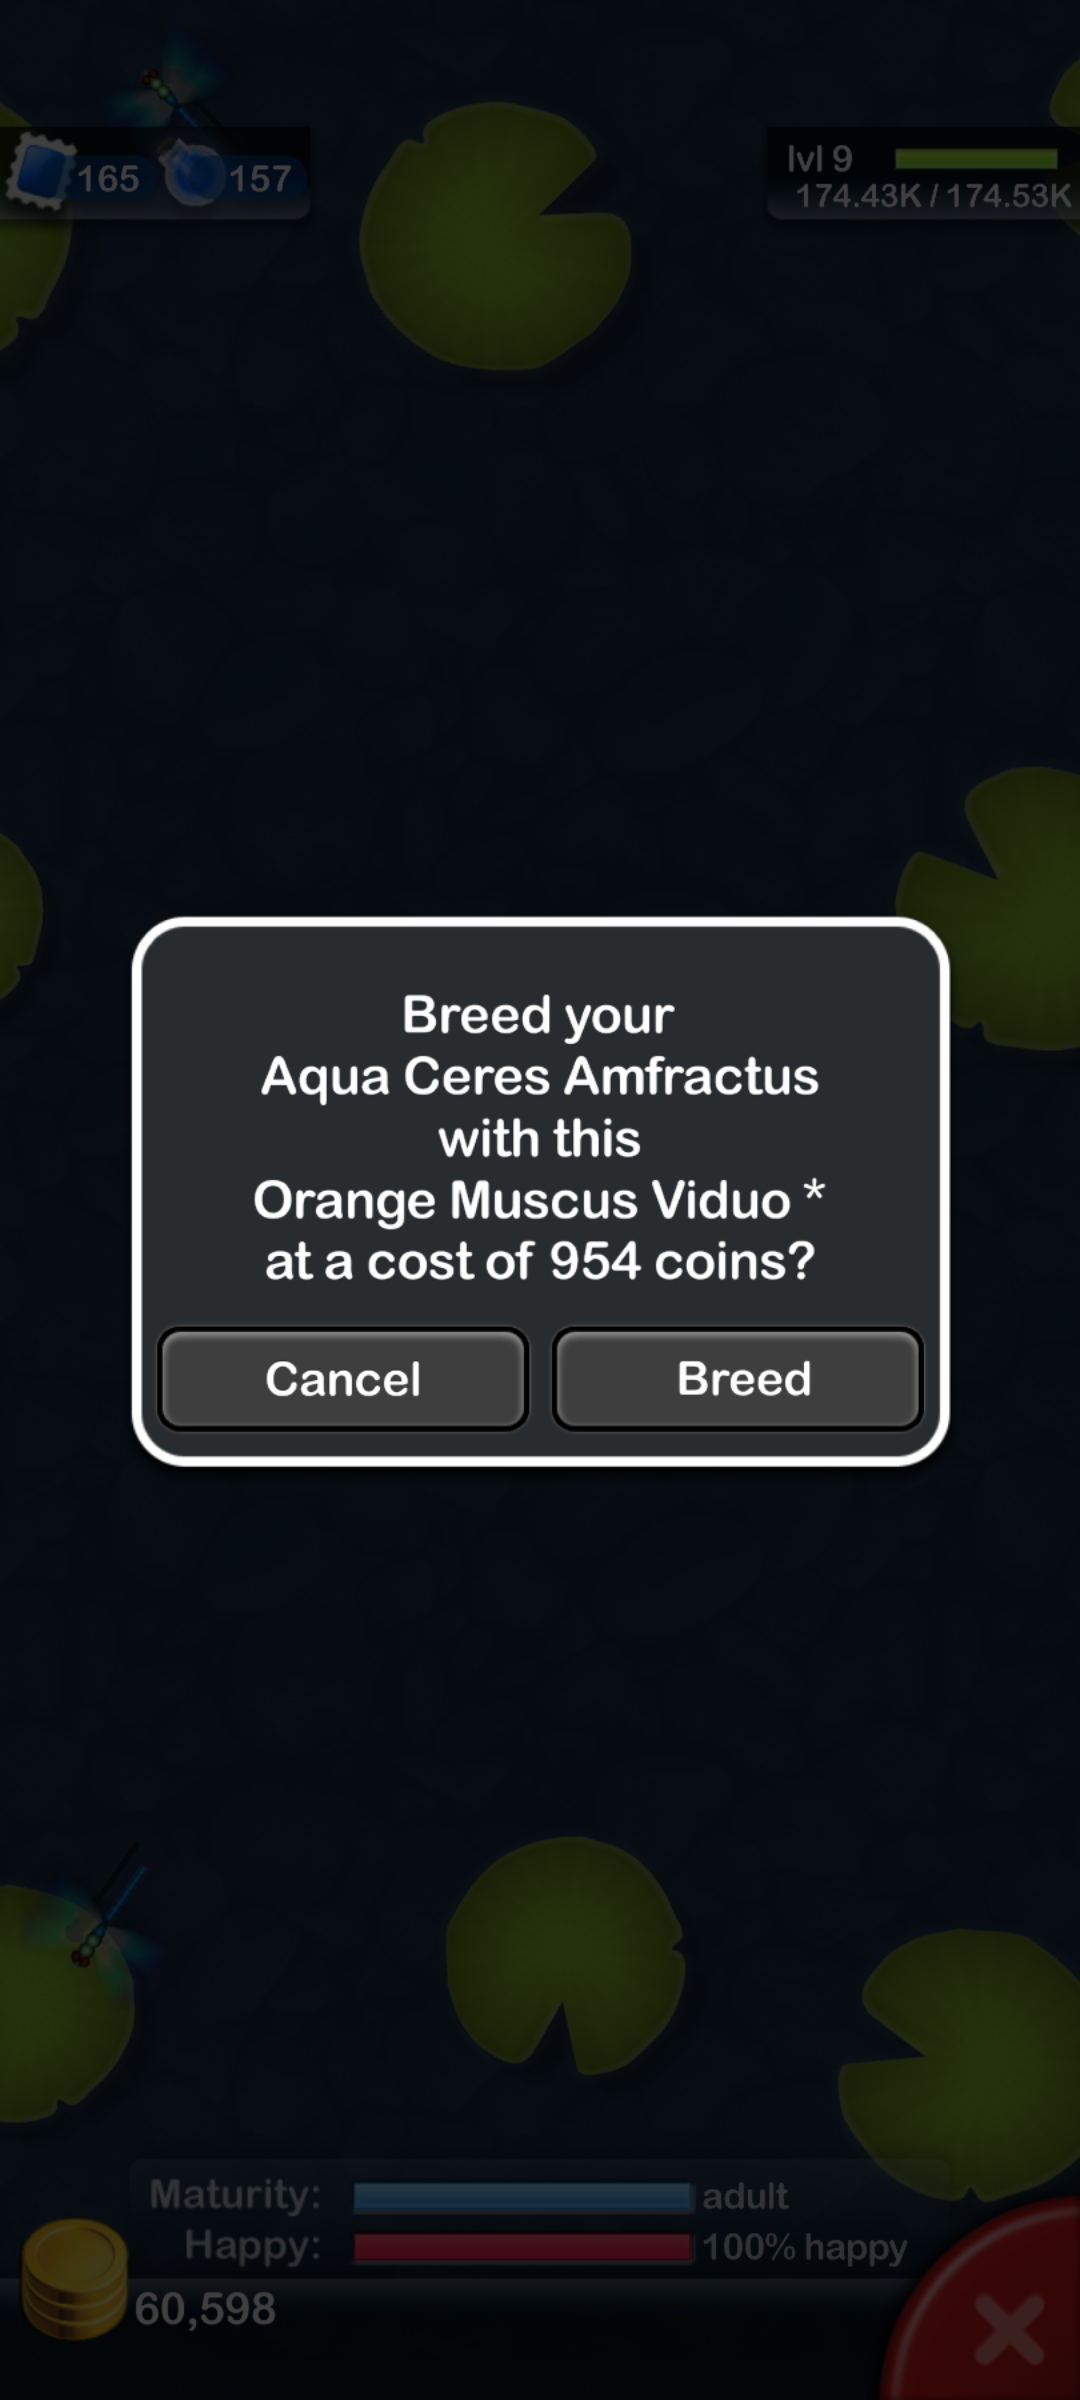 165 157
lvl 9
174.43K / 174.53K
Breed your
Aqua Ceres Amfractus
with this
Orange Muscus Viduo *
at a cost of 954 coins?
Cancel Breed
Maturity: adult
Happy: 100% happy
60,598